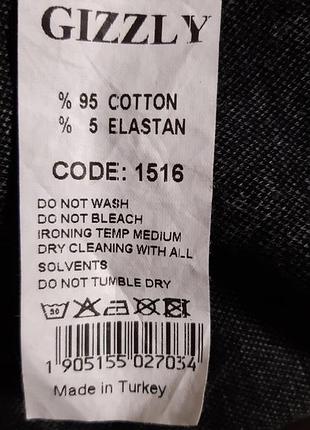 GIZZLY
% 95 COTTON
% 5 ELASTAN
CODE: 1516
DO NOT WASH
DO NOT BLEACH
IRONING TEMP MEDIUM
DRY CLEANING WITH ALL
SOLVENTS
DO NOT TUMBLE DRY
30
1 905155 027034
Made in Turkey